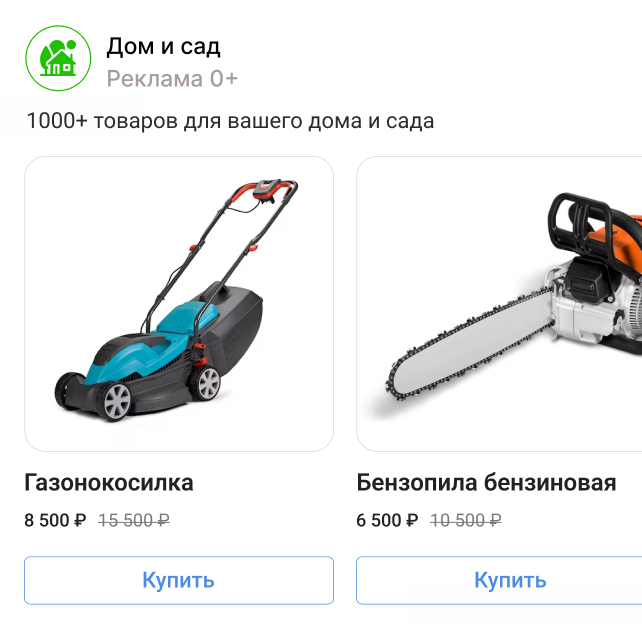 Дом и сад
Реклама 0+
1000+ товаров для вашего дома и сада
Газонокосилка
8 500 ₽ 15 500 ₽
Купить
Бензопила бензиновая
6 500 ₽ 10 500 ₽
Купить